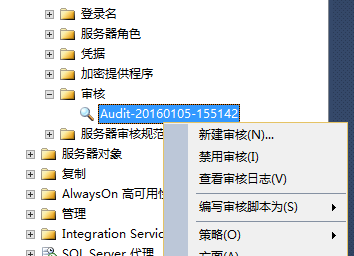 登录名
服务器角色
凭据
加密提供程序
审核
Audit-20160105-155142
服务器审核规范
服务器对象
复制
AlwaysOn 高可用性
管理
Integration Servic
SQL Server 代理
新建审核(N)...
禁用审核(I)
查看审核日志(V)
编写审核脚本为(S)
策略(O)
方面(A)